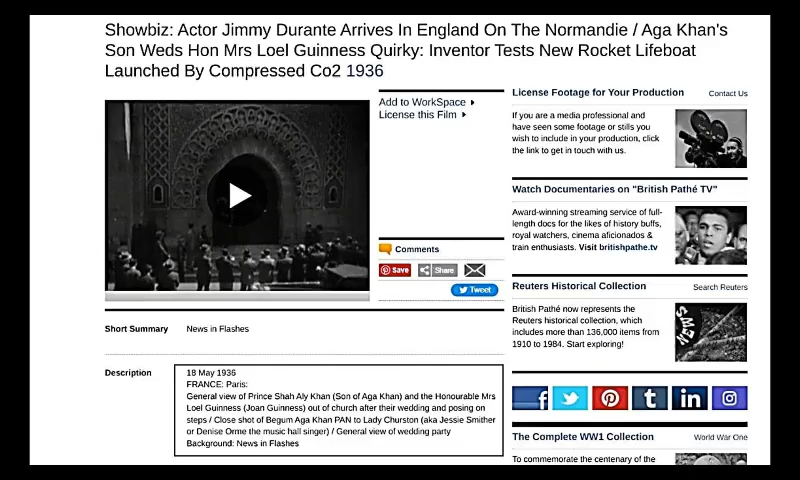 Showbiz: Actor Jimmy Durante Arrives In England On The Normandie / Aga Khan's
Son Weds Hon Mrs Loel Guinness Quirky: Inventor Tests New Rocket Lifeboat
Launched By Compressed Co2 1936
Add to WorkSpace
License this Film
Comments
Save
Share
Tweet
Short Summary News in Flashes
Description 18 May 1936
FRANCE: Paris:
General view of Prince Shah Aly Khan (Son of Aga Khan) and the Honourable Mrs
Loel Guinness (Joan Guinness) out of church after their wedding and posing on
steps / Close shot of Begum Aga Khan PAN to Lady Churston (aka Jessie Smither
or Denise Orme the music hall singer) / General view of wedding party
Background: News in Flashes
License Footage for Your Production Contact Us
If you are a media professional and
have seen some footage or stills you
wish to include in your production, click
the link to get in touch with us.
Watch Documentaries on "British Pathé TV"
Award-winning streaming service of full-
length docs for the likes of history buffs,
royal watchers, cinema aficionados &
train enthusiasts. Visit britishpathe.tv
Reuters Historical Collection Search Reuters
British Pathé now represents the
Reuters historical collection, which
includes more than 136,000 items from
1910 to 1984. Start exploring!
NEWS
The Complete WW1 Collection World War One
To commemorate the centenary of the